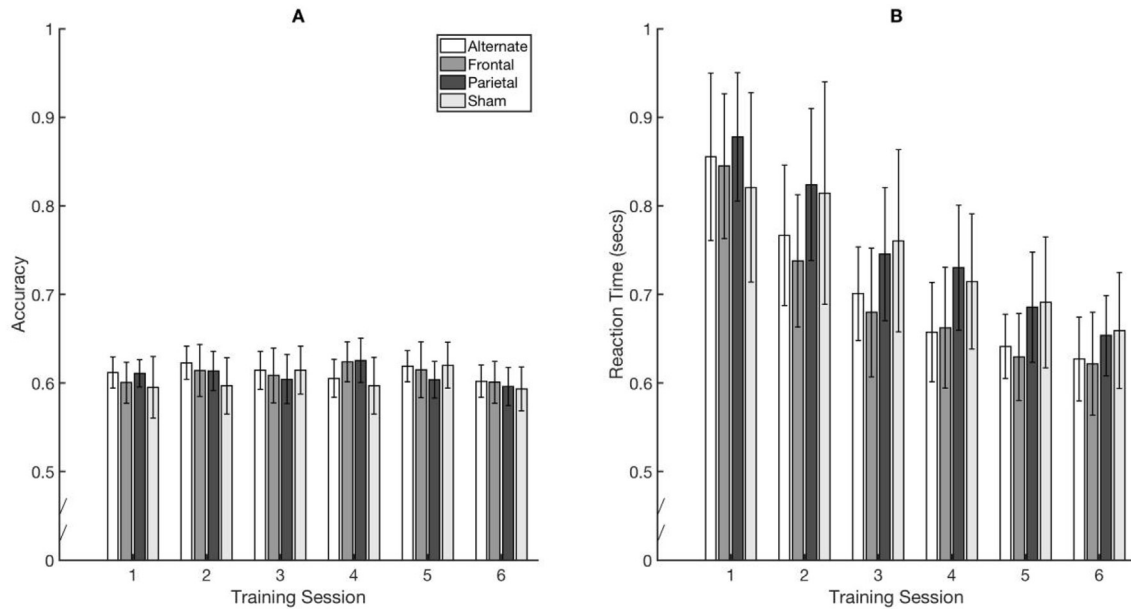 A
1
0.9
0.8
0.7
0.6
0.5
0
Accuracy
Alternate
Frontal
Parietal
Sham
1 2 3 4 5 6
Training Session
B
1
0.9
0.8
0.7
0.6
0.5
0
Reaction Time (secs)
1 2 3 4 5 6
Training Session